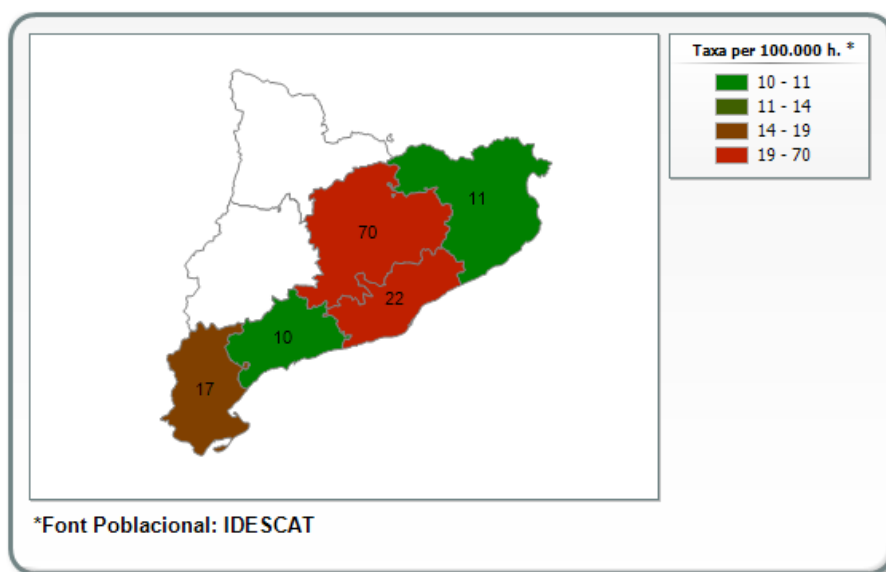 Taxa per 100.000 h. *
10 - 11
11 - 14
14 - 19
19 - 70
11
70
22
10
17
*Font Poblacional: IDESCAT